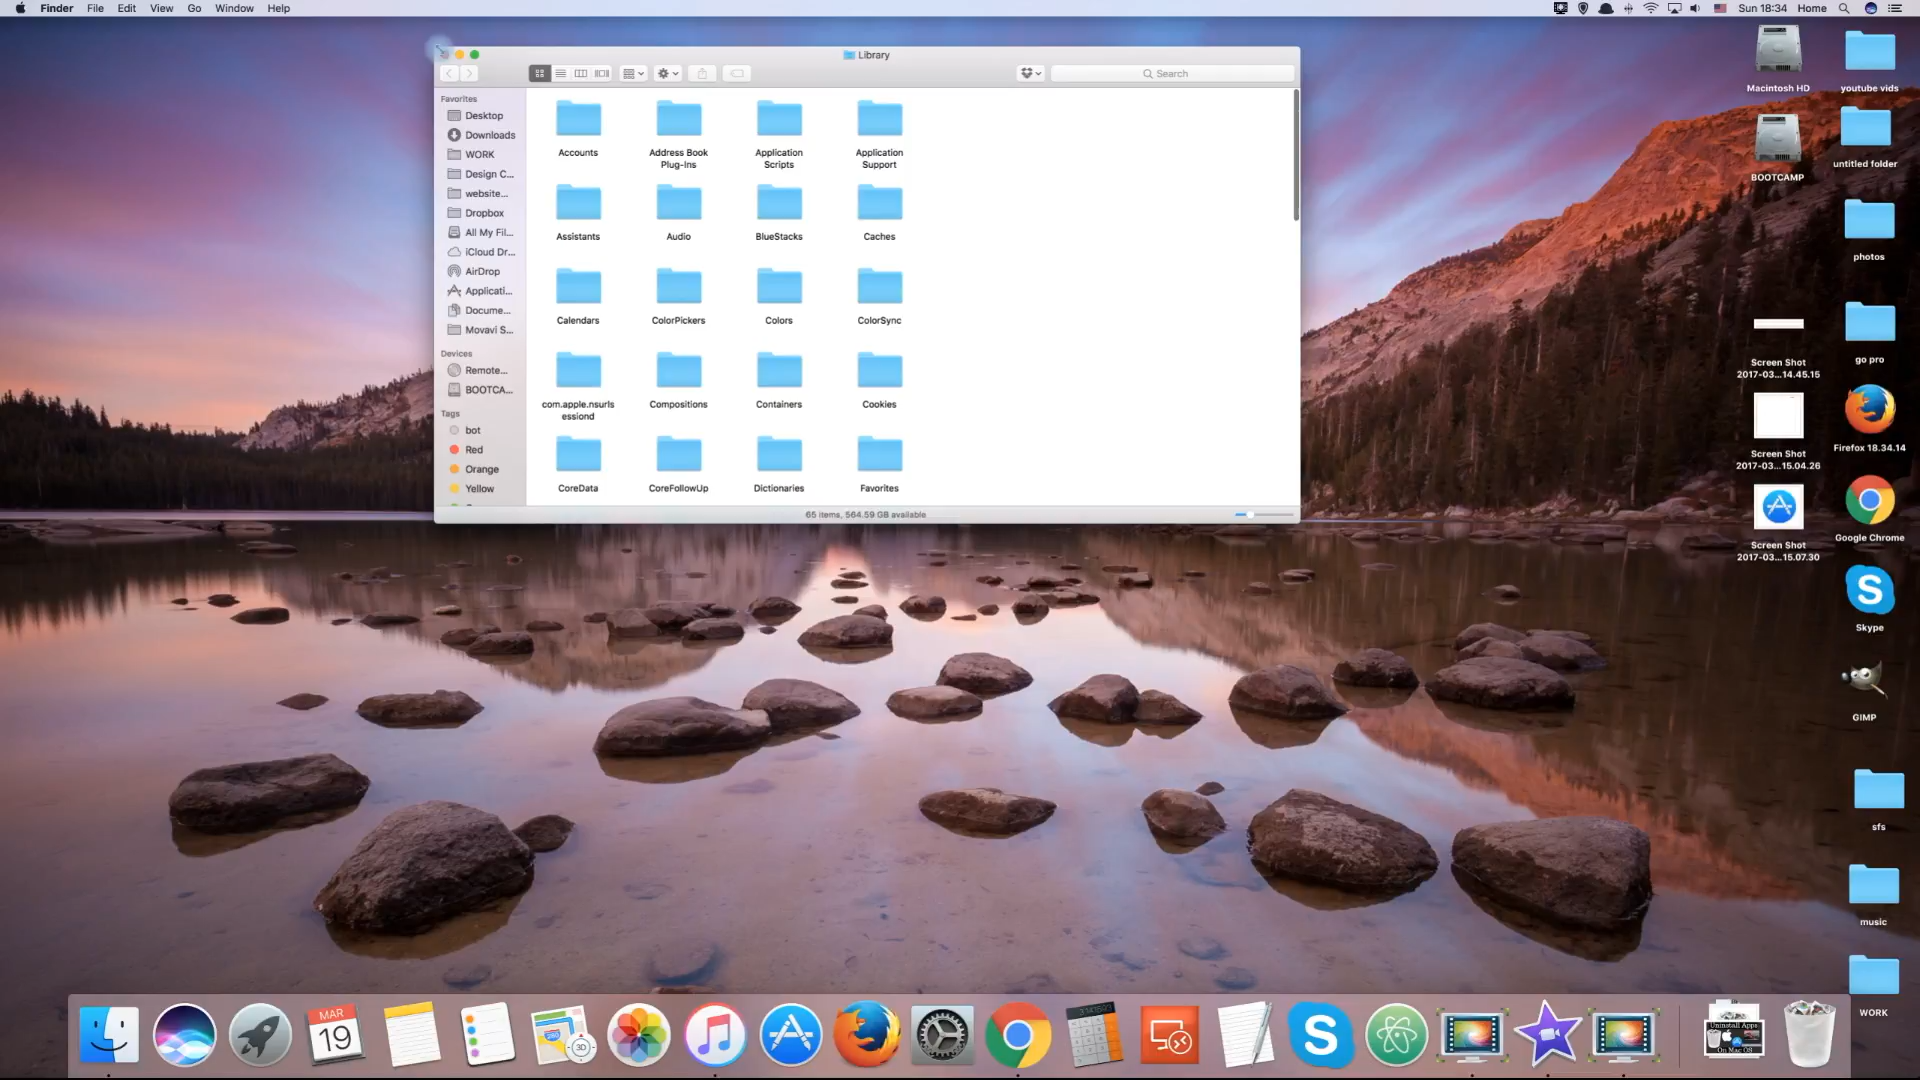 Finder File Edit View Go Window Help
Sun 18:34 Home
Library
Search
Favorites
Desktop
Downloads
WORK
Design C...
website...
Dropbox
All My Fil...
iCloud Dr...
AirDrop
Applicati...
Docume...
Movavi S...
Devices
Remote...
BOOTCA...
Tags
bot
Red
Orange
Yellow
Accounts
Address Book
Plug-Ins
Application
Scripts
Application
Support
Assistants
Audio
BlueStacks
Caches
Calendars
ColorPickers
Colors
ColorSync
com.apple.nsurls
essiond
Compositions
Containers
Cookies
CoreData
CoreFollowUp
Dictionaries
Favorites
65 items, 564.59 GB available
Macintosh HD
youtube vids
BOOTCAMP
untitled folder
photos
Screen Shot
2017-03...14.45.15
go pro
Screen Shot
2017-03...15.04.26
Firefox 18.34.14
Screen Shot
2017-03...15.07.30
Google Chrome
Skype
GIMP
sfs
music
WORK
MAR
19
3D
Uninstall Apps
On Mac OS